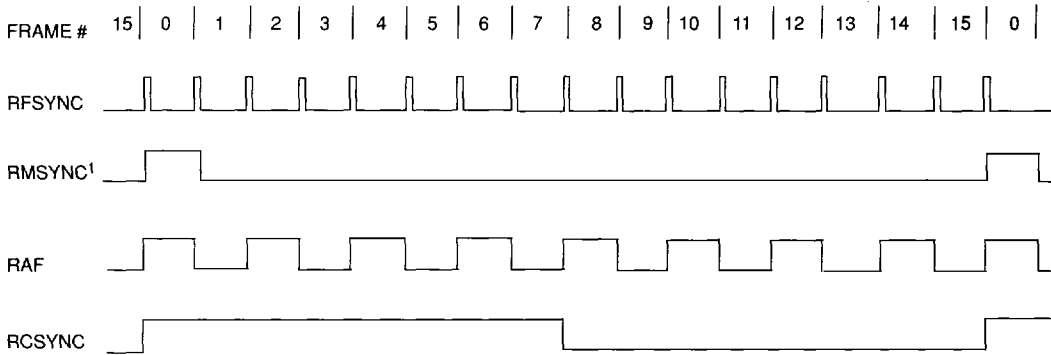 FRAME # 15 0 1 2 3 4 5 6 7 8 9 10 11 12 13 14 15 0
RFSYNC
RMSYNC¹
RAF
RCSYNC